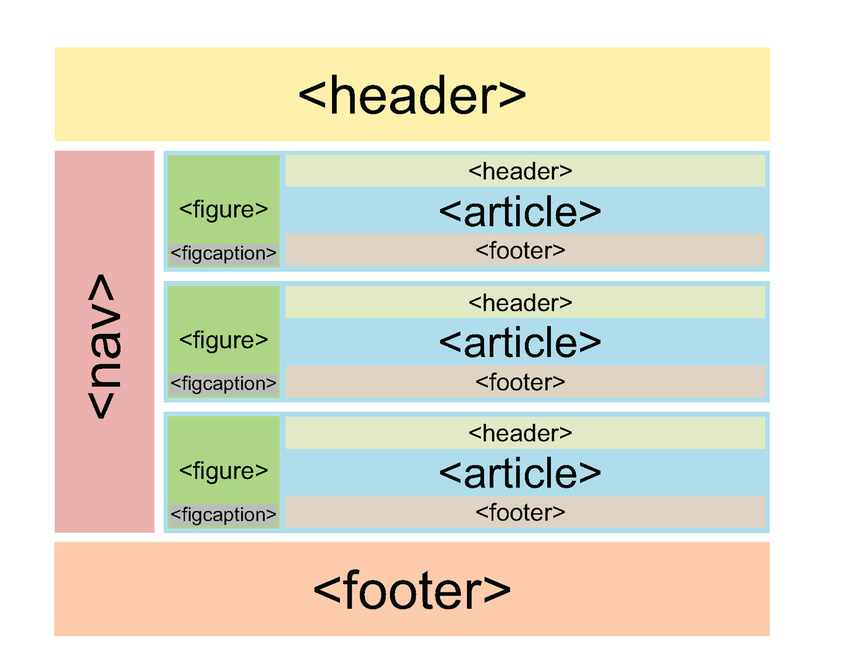 <header>
<nav>
<figure>
<figcaption>
<header>
<article>
<footer>
<figure>
<figcaption>
<header>
<article>
<footer>
<figure>
<figcaption>
<header>
<article>
<footer>
<footer>